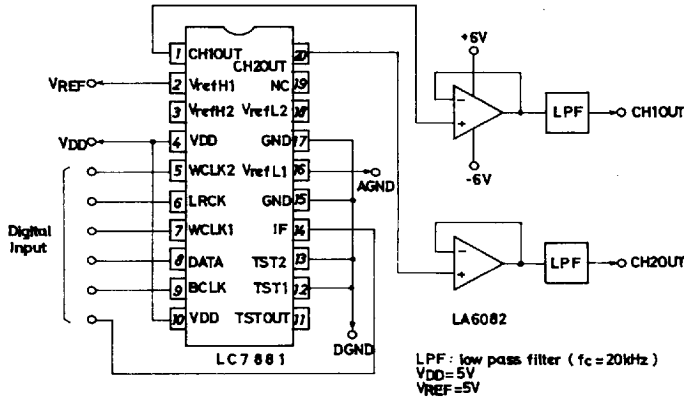 1 CH1OUT
CH2OUT 20
+6V
VREF 2 VrefH1
NC 19
3 VrefH2
VrefL2 18
- + LPF CH1OUT
VDD 4 VDD
GND 17
-6V
5 WCLK2
VrefL1 16
AGND
6 LRCK
GND 15
Digital
Input
7 WCLK1
IF 14
8 DATA
TST2 13
- + LPF CH2OUT
9 BCLK
TST1 12
10 VDD
TSTOUT 11
LA6082
LC7881
DGND
LPF : low pass filter ( fc = 20kHz )
VDD=5V
VREF=5V